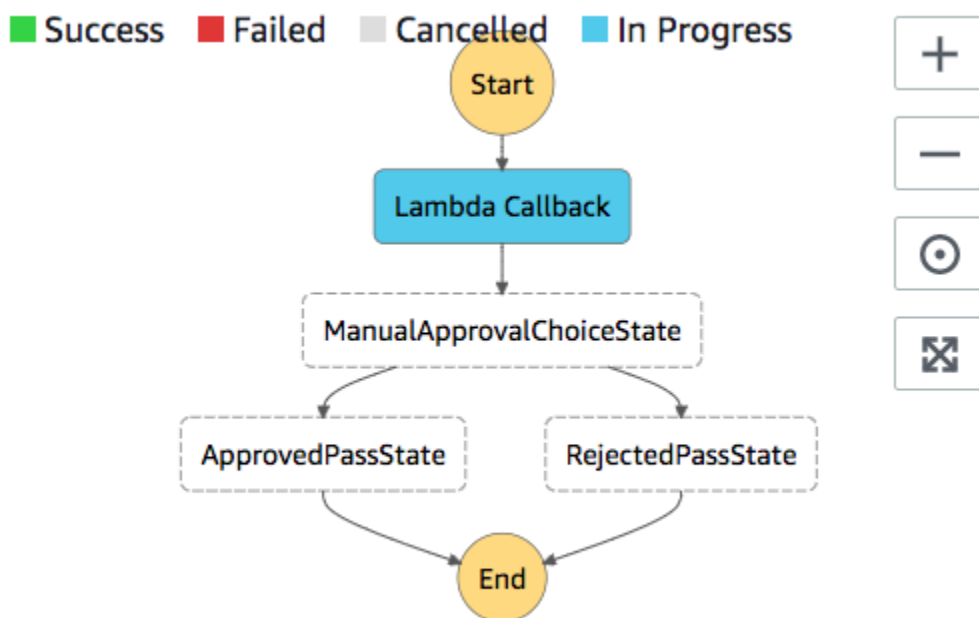 Success Failed Cancelled In Progress
Start
Lambda Callback
ManualApprovalChoiceState
ApprovedPassState RejectedPassState
End